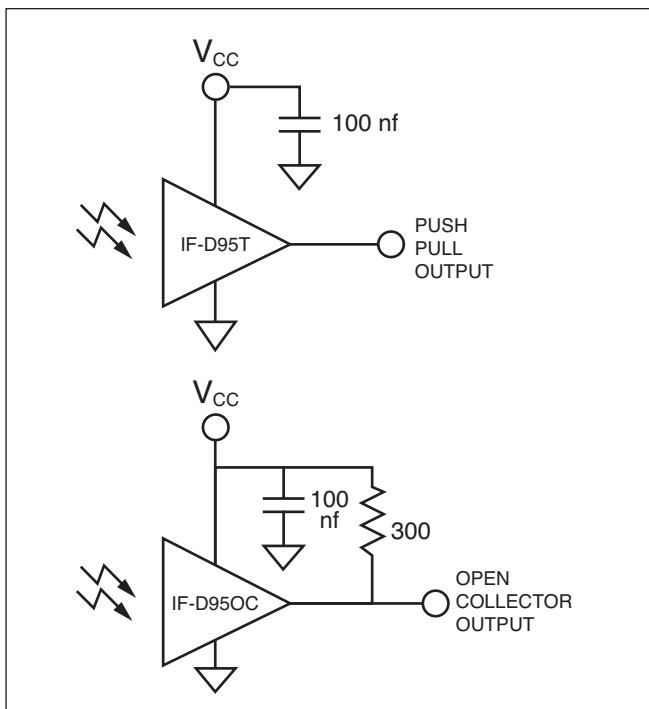 VCC
100 nf
IF-D95T
PUSH
PULL
OUTPUT
VCC
100
nf
300
IF-D95OC
OPEN
COLLECTOR
OUTPUT